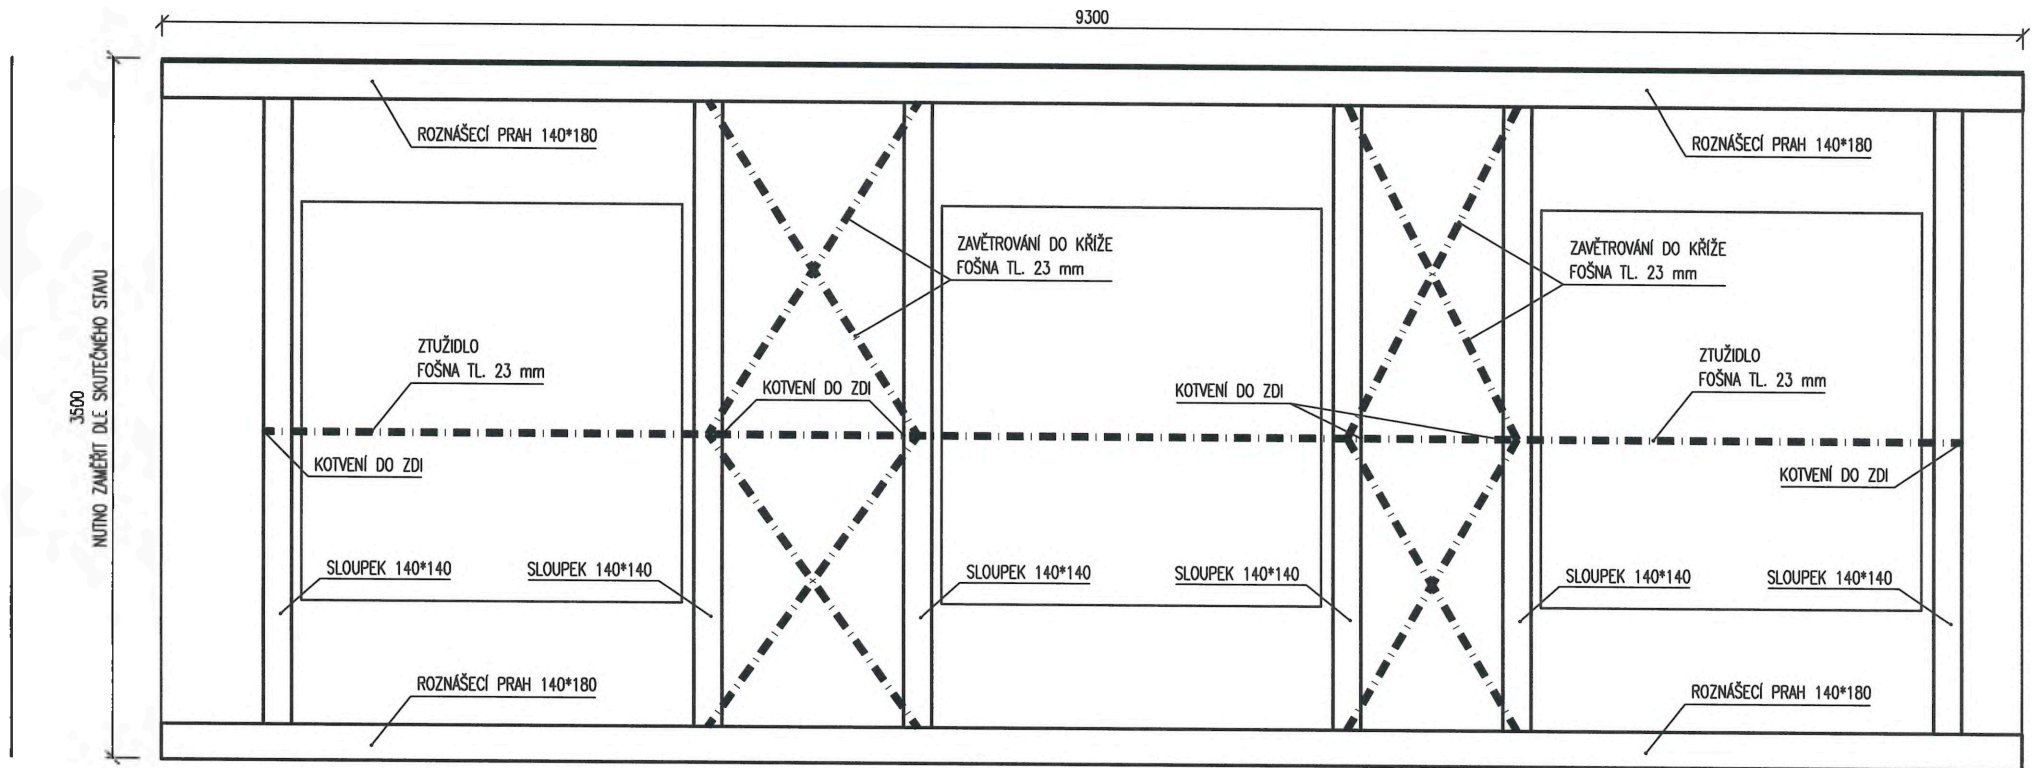 9300
ROZNÁŠECÍ PRAH 140*180
ROZNÁŠECÍ PRAH 140*180
ZAVĚTROVÁNÍ DO KŘÍŽE
FOŠNA TL. 23 mm
ZAVĚTROVÁNÍ DO KŘÍŽE
FOŠNA TL. 23 mm
3500
NUTNO ZAMĚŘIT DLE SKUTEČNÉHO STAVU
ZTUŽIDLO
FOŠNA TL. 23 mm
ZTUŽIDLO
FOŠNA TL. 23 mm
KOTVENÍ DO ZDI
KOTVENÍ DO ZDI
KOTVENÍ DO ZDI
KOTVENÍ DO ZDI
SLOUPEK 140*140
SLOUPEK 140*140
SLOUPEK 140*140
SLOUPEK 140*140
SLOUPEK 140*140
SLOUPEK 140*140
ROZNÁŠECÍ PRAH 140*180
ROZNÁŠECÍ PRAH 140*180